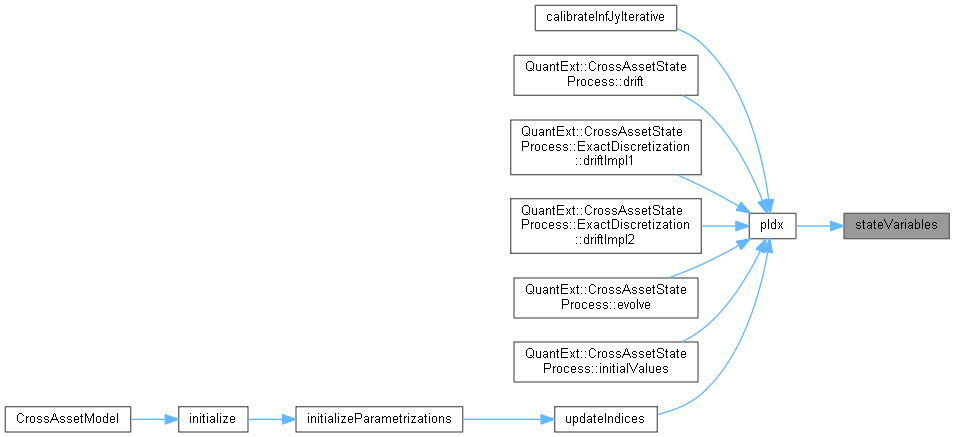 calibrateInfJyIterative
QuantExt::CrossAssetState
Process::drift
QuantExt::CrossAssetState
Process::ExactDiscretization
::driftImpl1
QuantExt::CrossAssetState
Process::ExactDiscretization
::driftImpl2
pIdx
stateVariables
QuantExt::CrossAssetState
Process::evolve
QuantExt::CrossAssetState
Process::initialValues
CrossAssetModel
initialize
initializeParametrizations
updateIndices